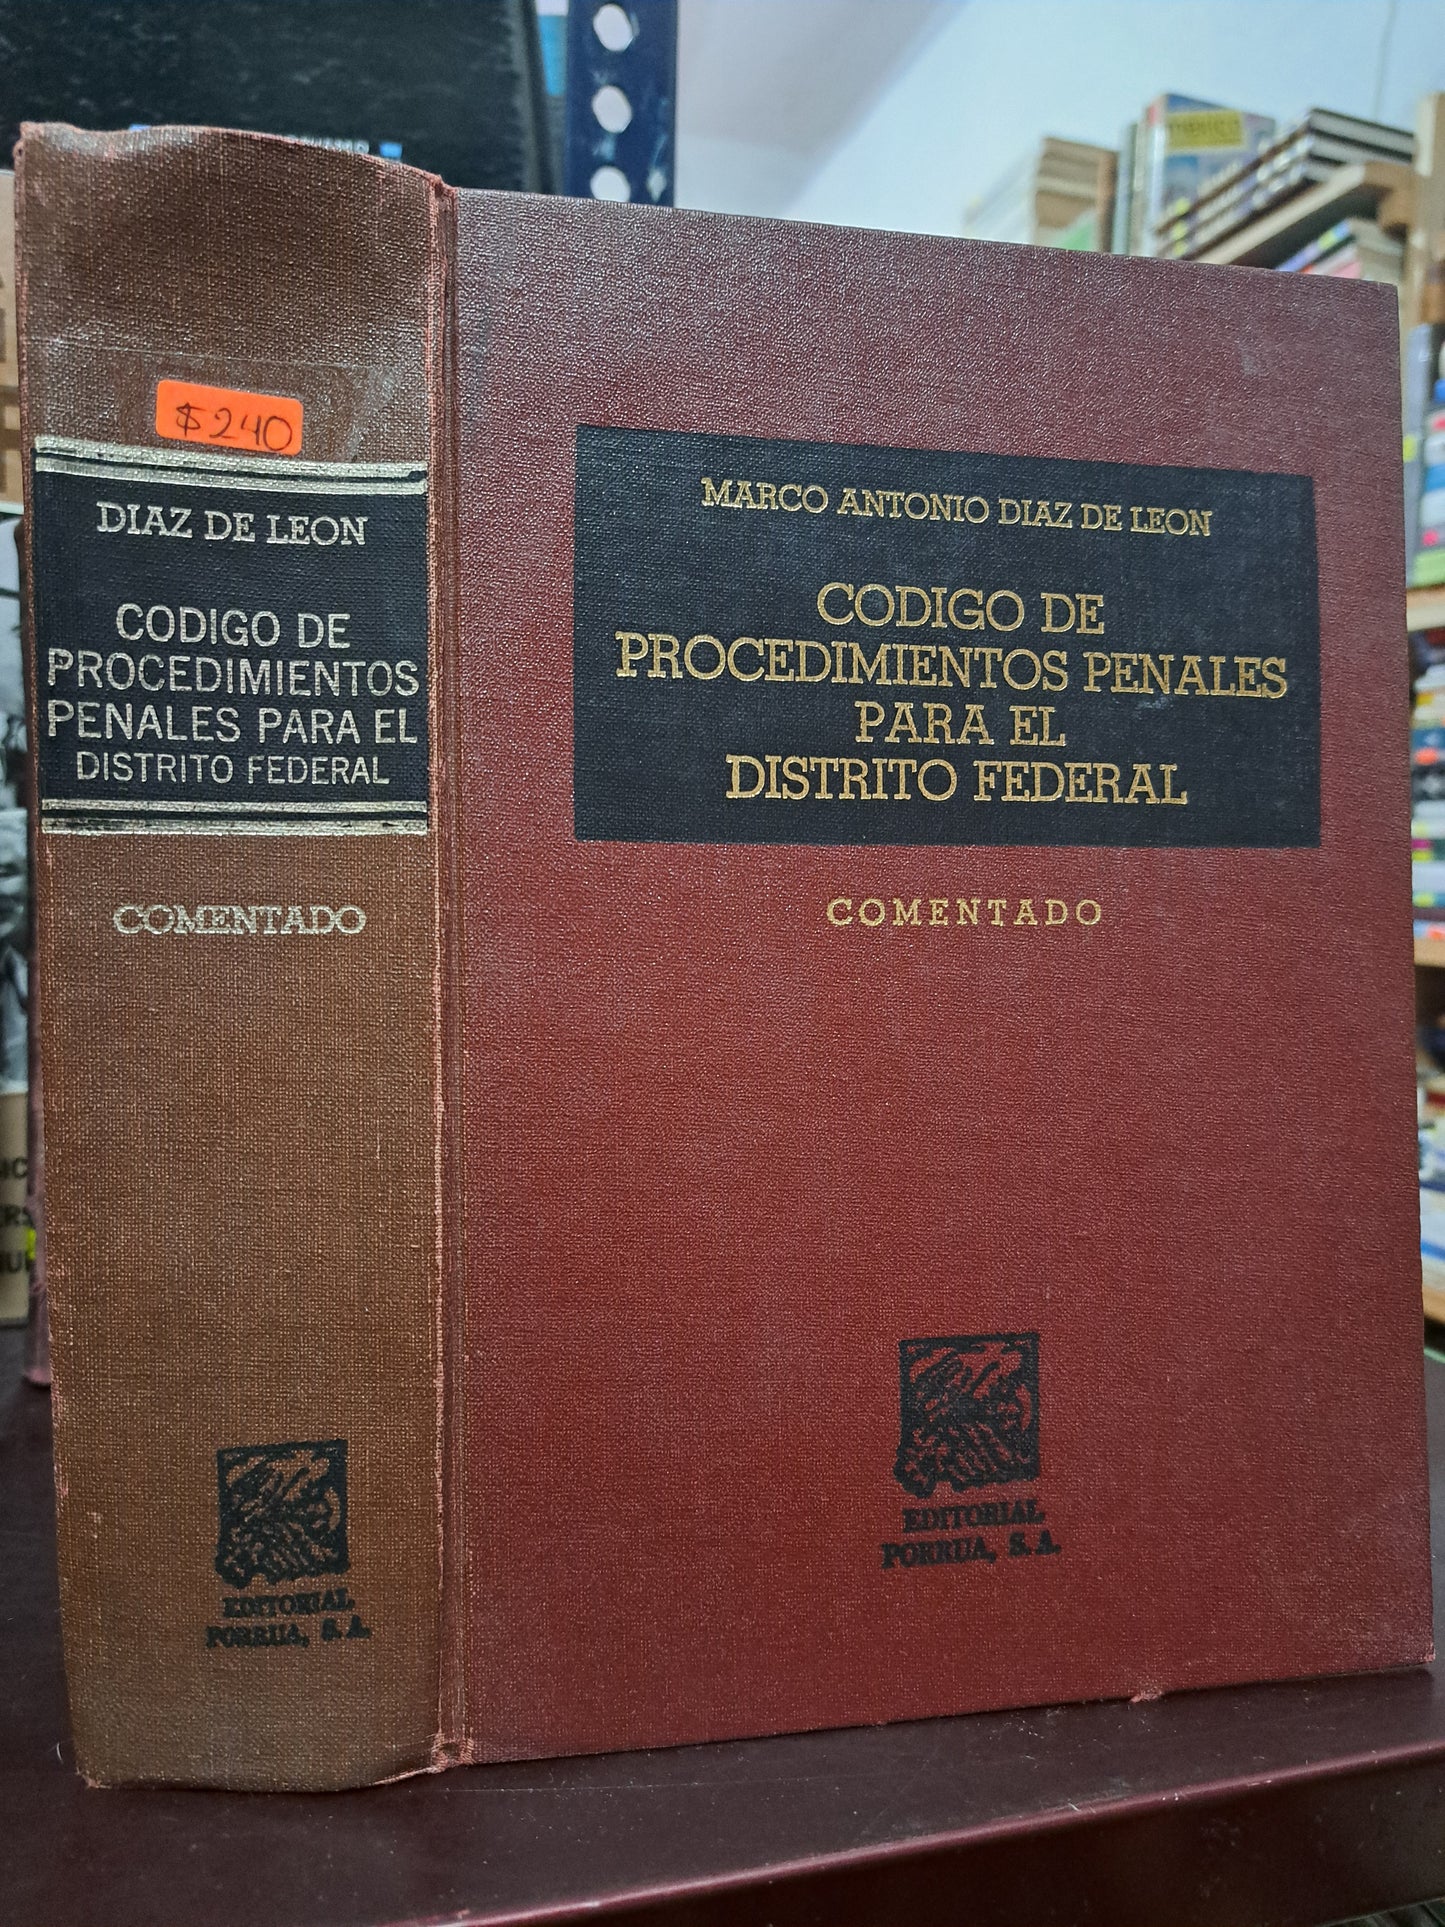 $240
DIAZ DE LEON
CODIGO DE
PROCEDIMIENTOS
PENALES PARA EL
DISTRITO FEDERAL
COMENTADO
EDITORIAL
PORRUA, S. A.
MARCO ANTONIO DIAZ DE LEON
CODIGO DE
PROCEDIMIENTOS PENALES
PARA EL
DISTRITO FEDERAL
COMENTADO
EDITORIAL
PORRUA, S. A.